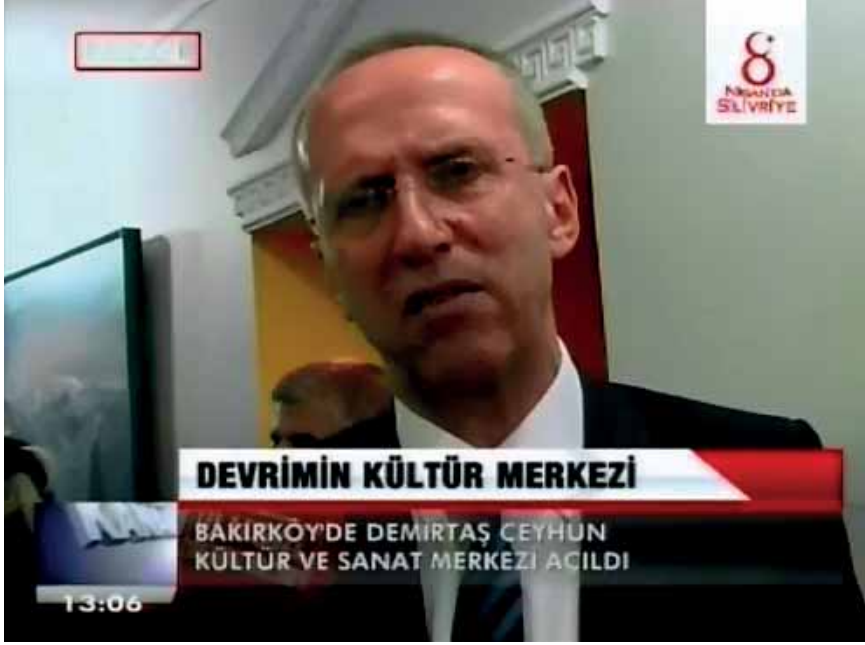 8
NİSAN'DA
SİLİVRİYE
DEVRİMİN KÜLTÜR MERKEZİ
BAKIRKÖY'DE DEMİRTAŞ CEYHUN
KÜLTÜR VE SANAT MERKEZİ AÇILDI
13:06